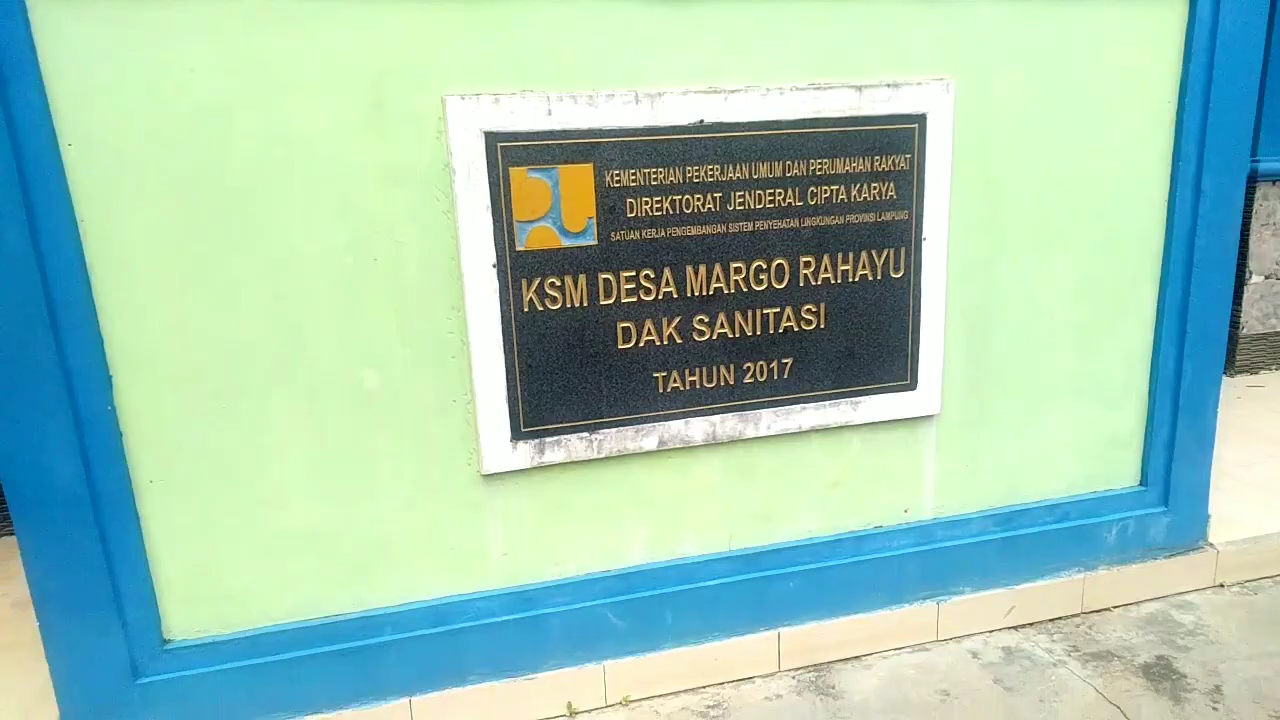 KEMENTERIAN PEKERJAAN UMUM DAN PERUMAHAN RAKYAT
DIREKTORAT JENDERAL CIPTA KARYA
SATUAN KERJA PENGEMBANGAN SISTEM PENYEHATAN LINGKUNGAN PROVINSI LAMPUNG
KSM DESA MARGO RAHAYU
DAK SANITASI
TAHUN 2017